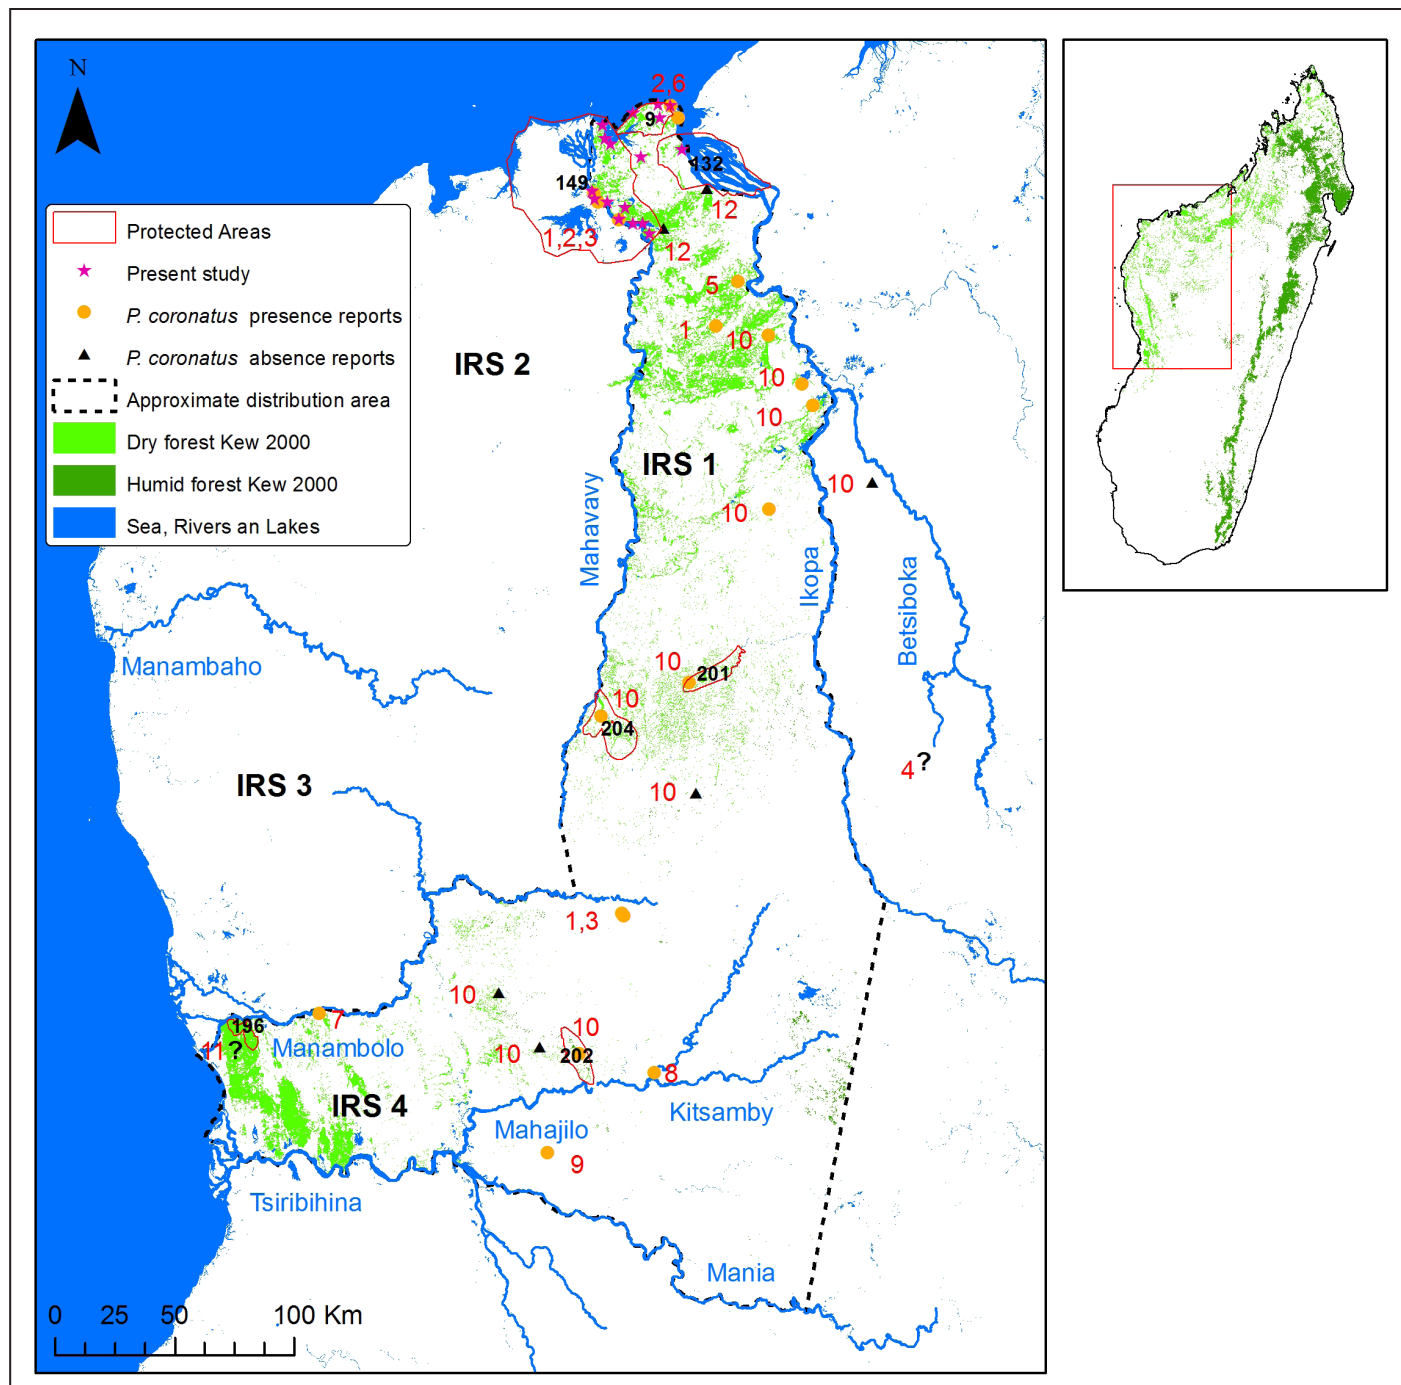 N
2,6
9
132
149
12
1,2,3
12
Protected Areas
Present study
P. coronatus presence reports
P. coronatus absence reports
Approximate distribution area
Dry forest Kew 2000
Humid forest Kew 2000
Sea, Rivers an Lakes
5
1
10
IRS 2
10
10
IRS 1
10
10
Mahavavy
Ikopa
Betsiboka
Manambaho
10
201
10
204
4?
IRS 3
10
1,3
10
7
196
11?
Manambolo
10
10
202
8
IRS 4
Kitsamby
Mahajilo
9
Tsiribihina
Mania
0 25 50 100 Km